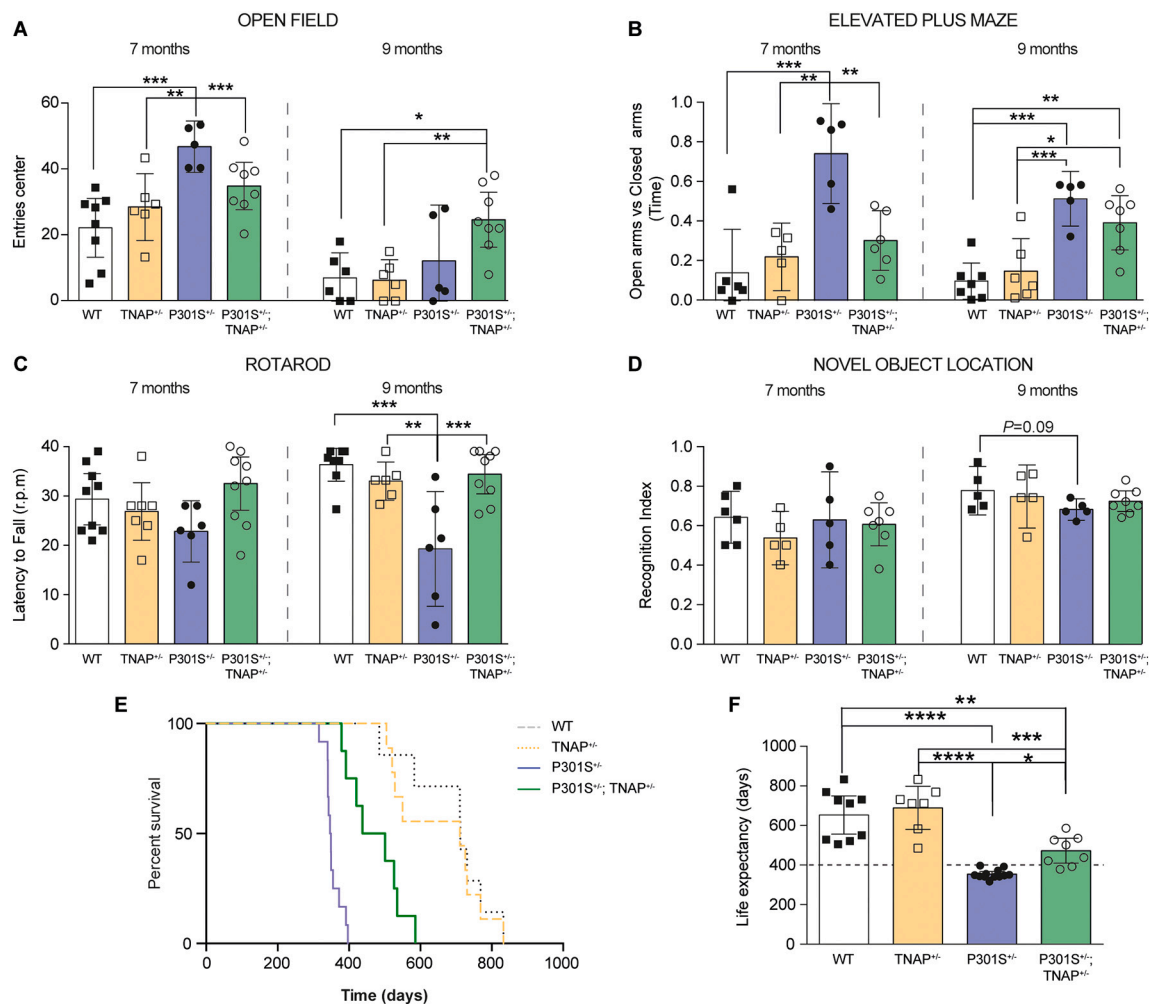 A
OPEN FIELD
7 months
9 months
***
**
***
*
**
Entries center
60
40
20
0
WT
TNAP+/-
P301S+/-
P301S+/-;
TNAP+/-
WT
TNAP+/-
P301S+/-
P301S+/-;
TNAP+/-
B
ELEVATED PLUS MAZE
7 months
9 months
***
**
**
**
***
*
***
Open arms vs Closed arms
(Time)
1.0
0.8
0.6
0.4
0.2
0.0
WT
TNAP+/-
P301S+/-
P301S+/-;
TNAP+/-
WT
TNAP+/-
P301S+/-
P301S+/-;
TNAP+/-
C
ROTAROD
7 months
9 months
***
**
***
Latency to Fall (r.p.m)
40
30
20
10
0
WT
TNAP+/-
P301S+/-
P301S+/-;
TNAP+/-
WT
TNAP+/-
P301S+/-
P301S+/-;
TNAP+/-
D
NOVEL OBJECT LOCATION
7 months
9 months
P=0.09
Recognition Index
1.0
0.8
0.6
0.4
0.2
0.0
WT
TNAP+/-
P301S+/-
P301S+/-;
TNAP+/-
WT
TNAP+/-
P301S+/-
P301S+/-;
TNAP+/-
E
Percent survival
100
50
0
0
200
400
600
800
1000
Time (days)
WT
TNAP+/-
P301S+/-
P301S+/-; TNAP+/-
F
**
****
***
****
*
Life expectancy (days)
1000
800
600
400
200
0
WT
TNAP+/-
P301S+/-
P301S+/-;
TNAP+/-